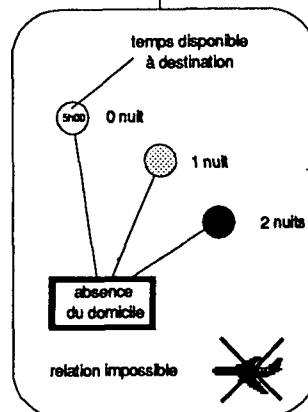 temps disponible
à destination
5h00
0 nuit
1 nuit
2 nuits
absence
du domicile
relation impossible